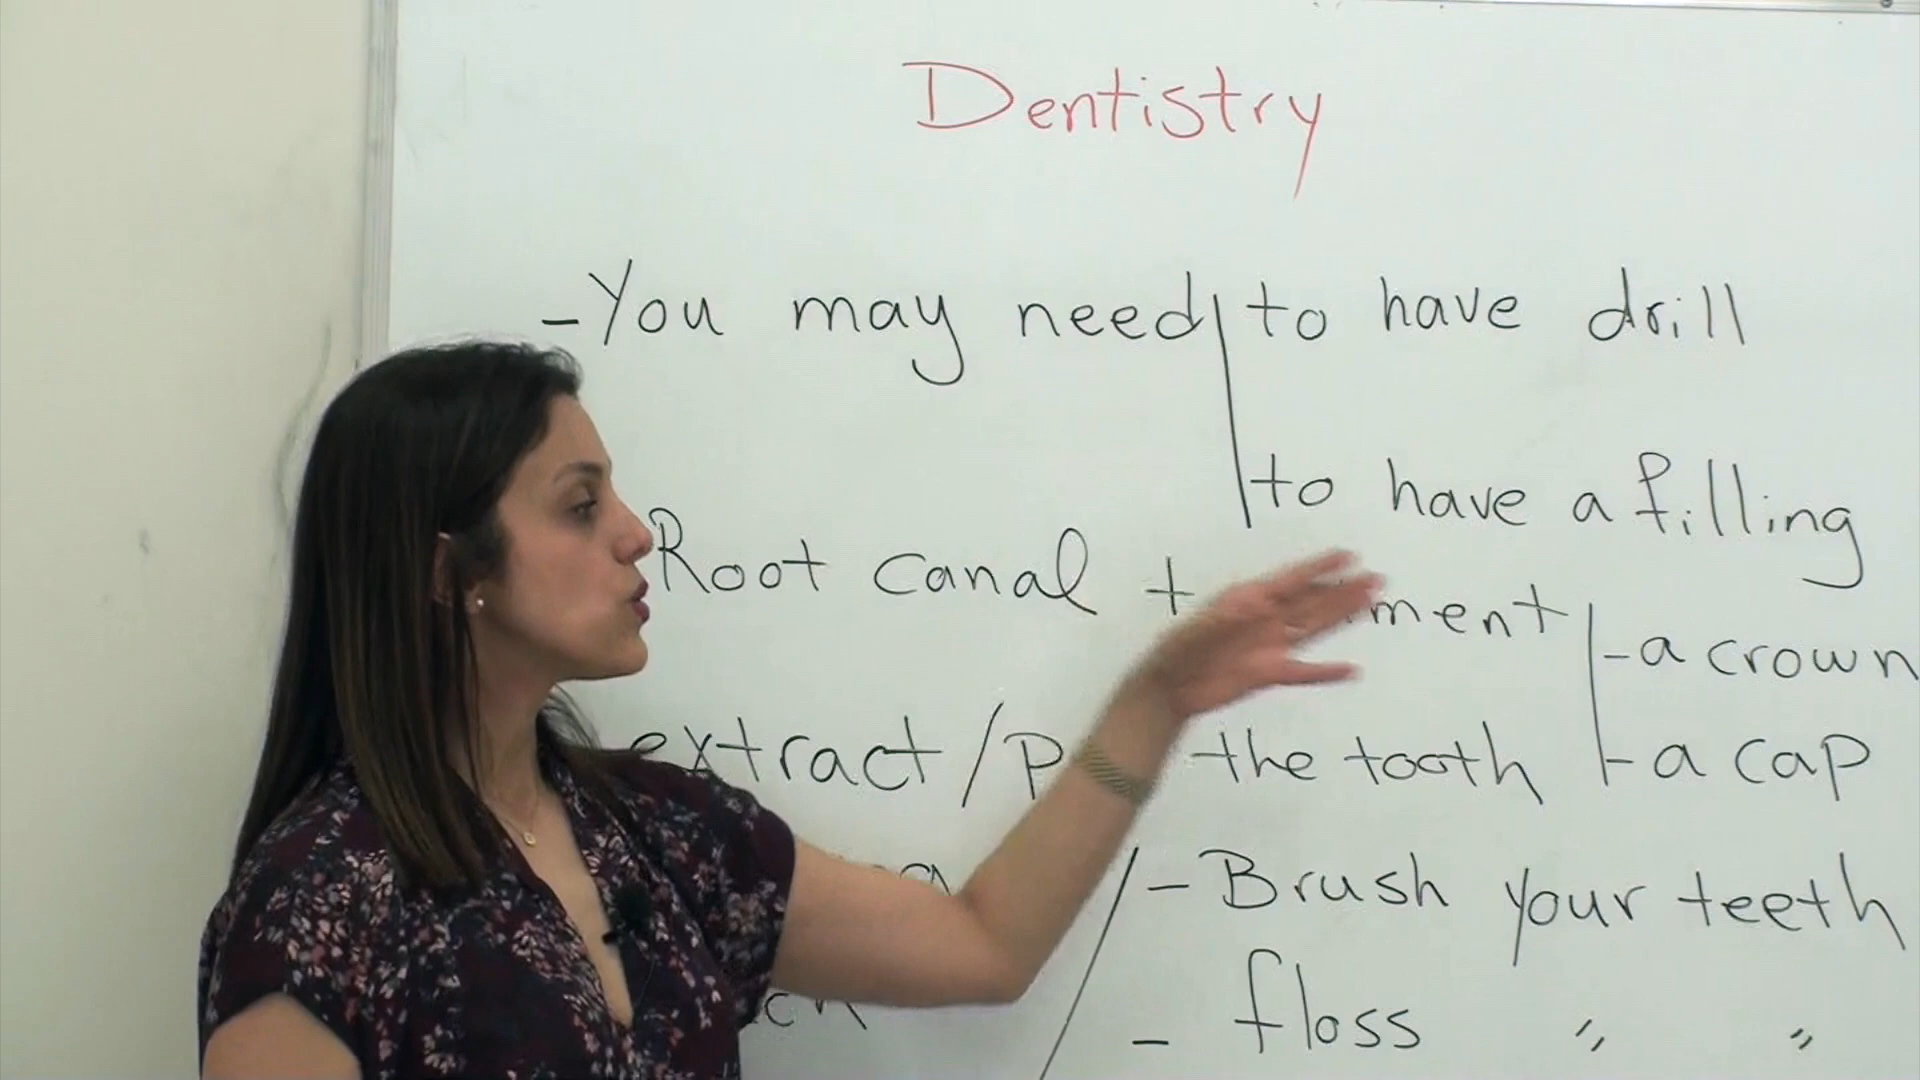 Dentistry
- You may need to have drill
to have a filling
Root canal
- a crown
extract / the tooth
- a cap
- Brush your teeth
- floss " "